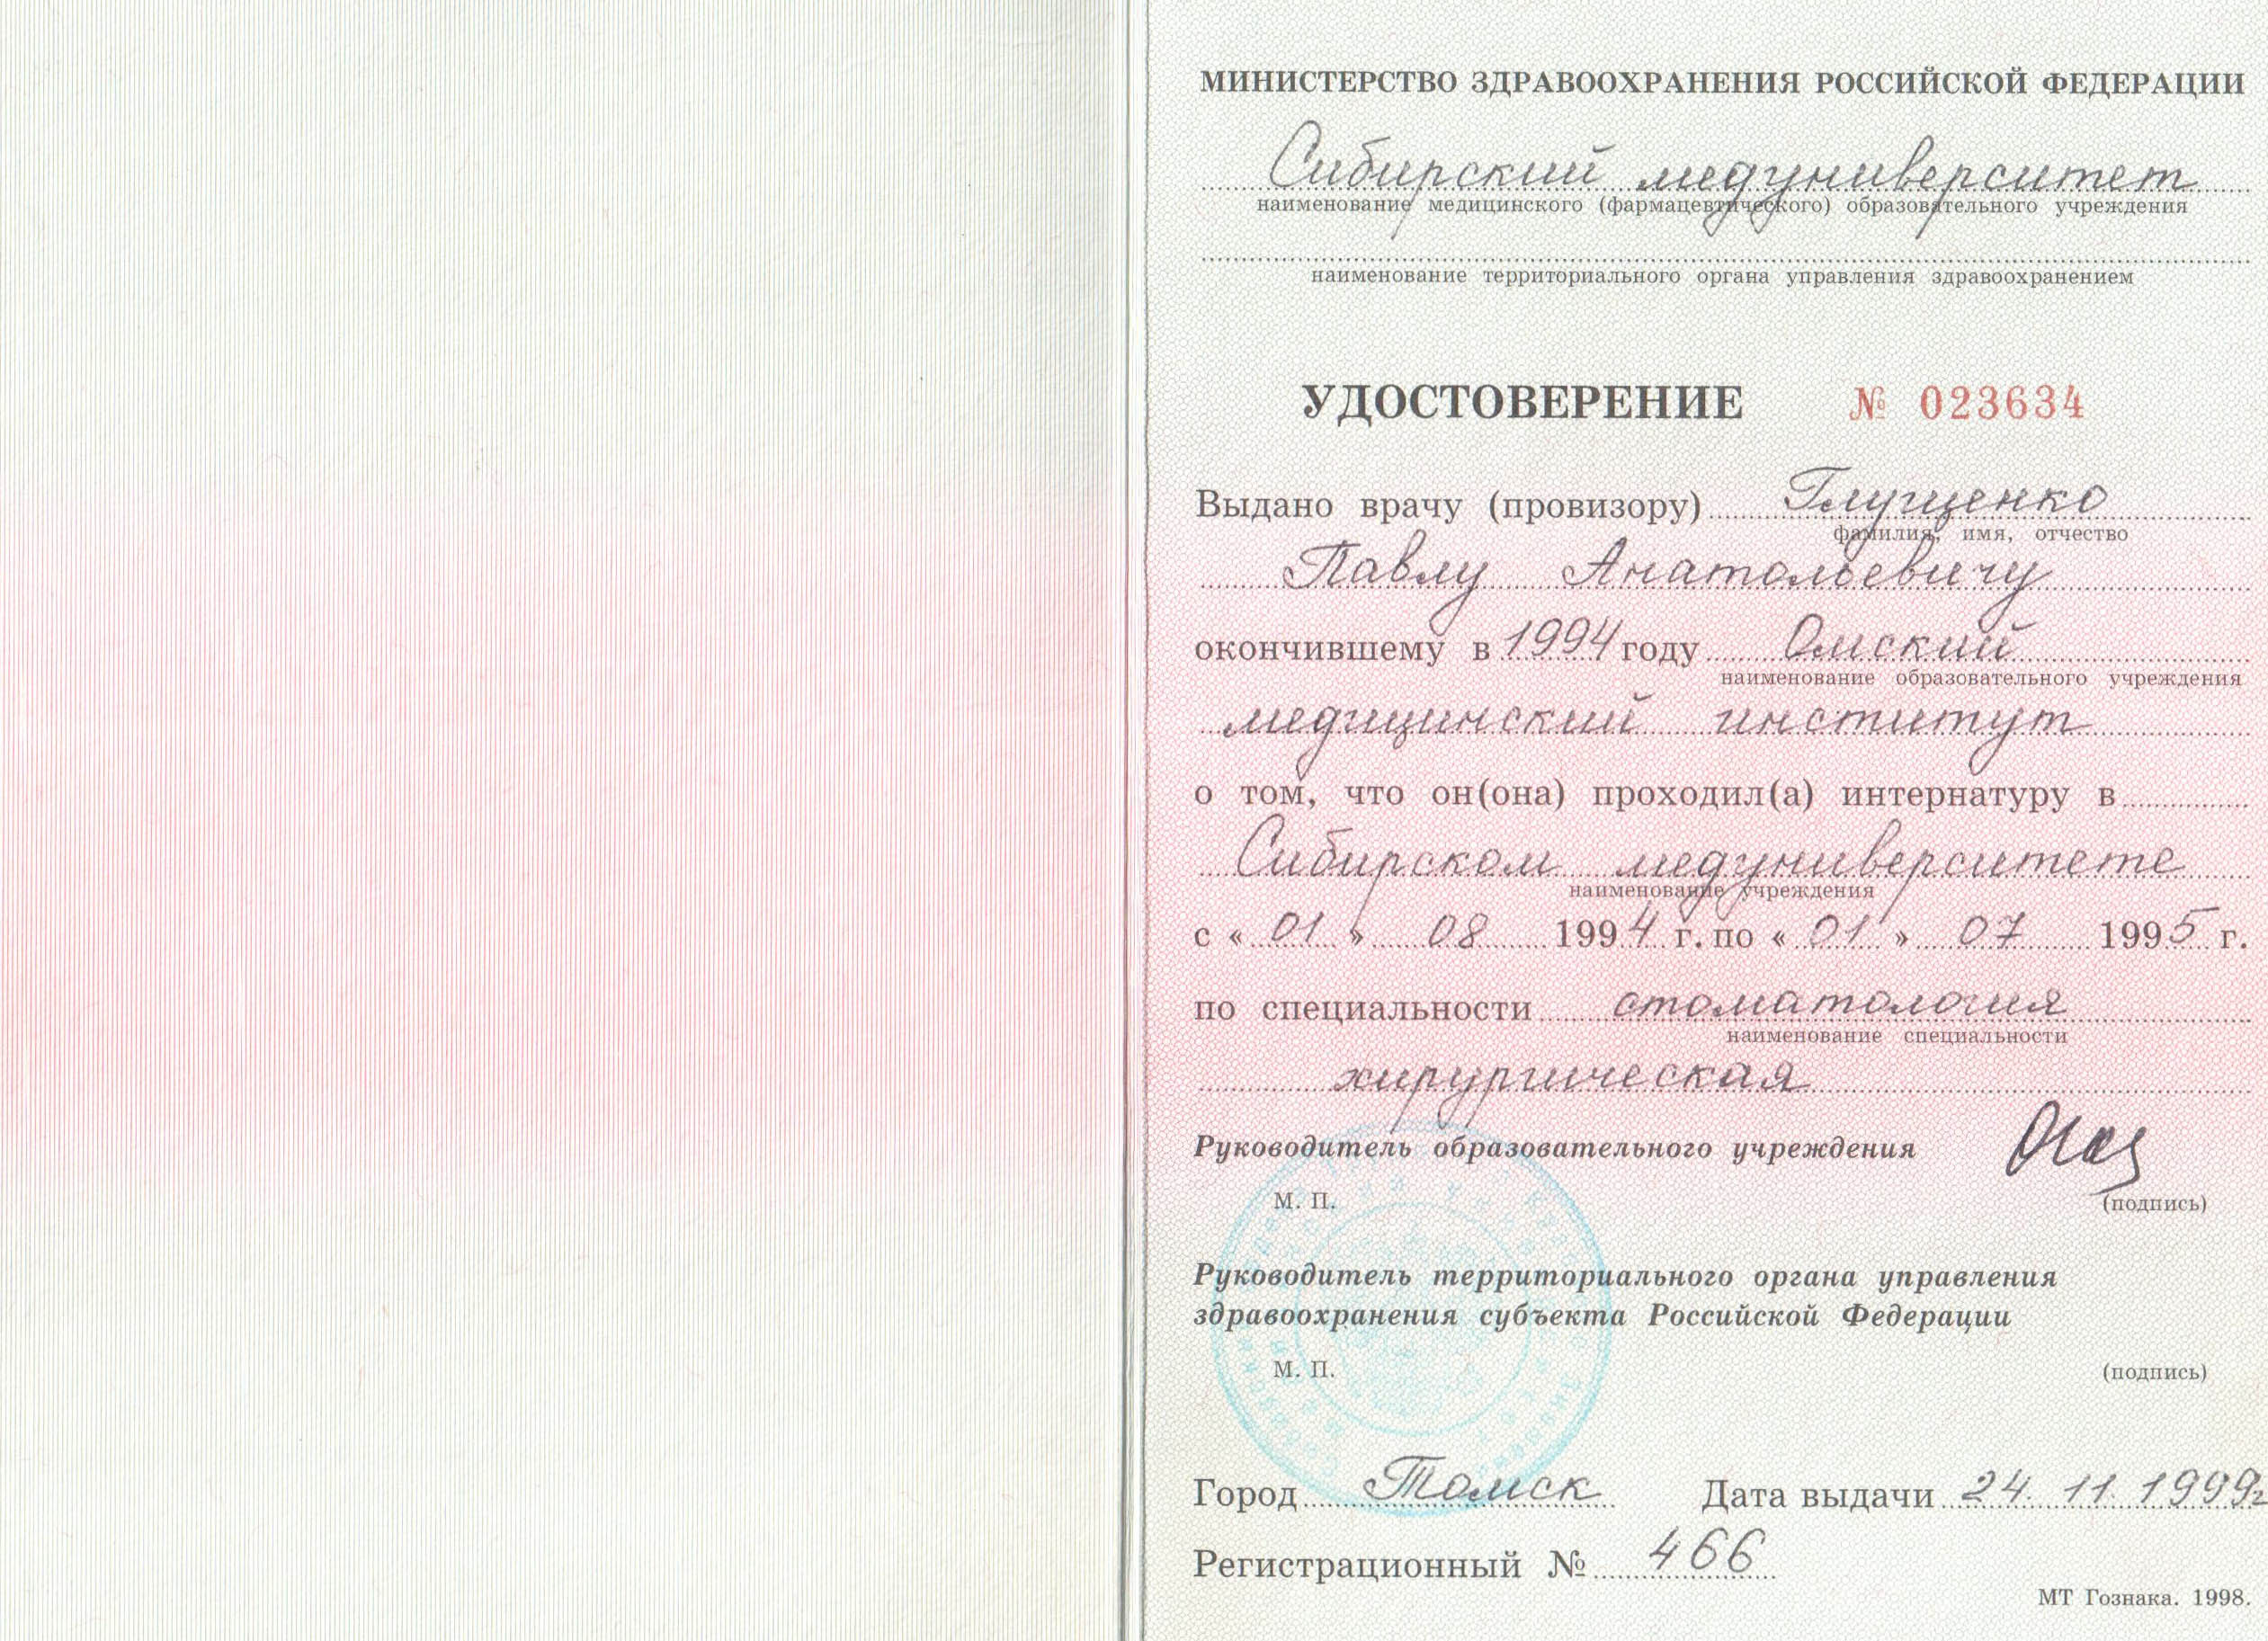 МИНИСТЕРСТВО ЗДРАВООХРАНЕНИЯ РОССИЙСКОЙ ФЕДЕРАЦИИ
Сибирский медуниверситет
наименование медицинского (фармацевтического) образовательного учреждения
наименование территориального органа управления здравоохранением
УДОСТОВЕРЕНИЕ № 023634
Выдано врачу (провизору) Глущенко
фамилия, имя, отчество
Павлу Анатольевичу
окончившему в 1994 году Омский
наименование образовательного учреждения
медицинский институт
о том, что он(она) проходил(а) интернатуру в
Сибирском медуниверситете
наименование учреждения
с « 01 » 08 1994 г. по « 01 » 07 1995 г.
по специальности стоматология
наименование специальности
хирургическая
Руководитель образовательного учреждения
М. П. (подпись)
Руководитель территориального органа управления
здравоохранения субъекта Российской Федерации
М. П. (подпись)
Город Томск Дата выдачи 24. 11. 1999г
Регистрационный № 466
МТ Гознака. 1998.